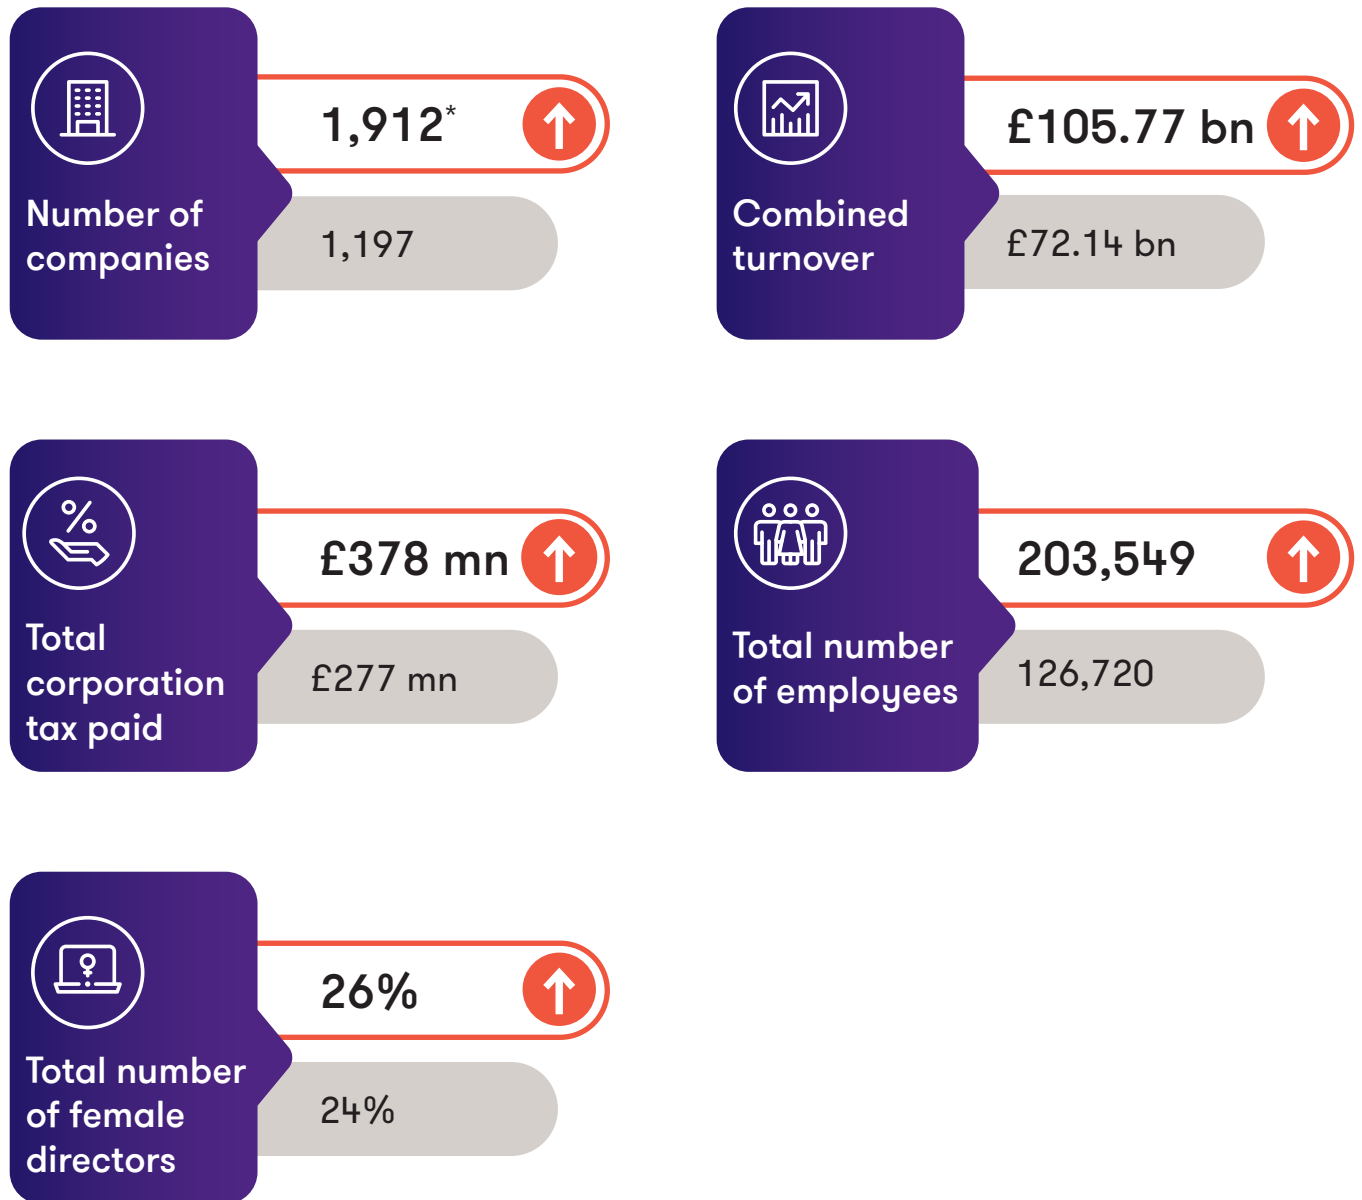 Number of
companies
1,912*
1,197
Combined
turnover
£105.77 bn
£72.14 bn
Total
corporation
tax paid
£378 mn
£277 mn
Total number
of employees
203,549
126,720
Total number
of female
directors
26%
24%